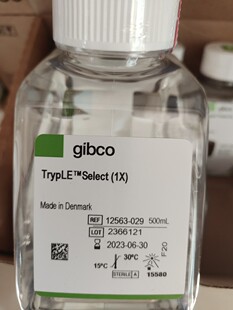 gibco
TrypLE™Select (1X)
Made in Denmark
REF 12563-029 500mL
LOT 2366121
2023-06-30
F20
30°C
15°C
STERILE A
15580